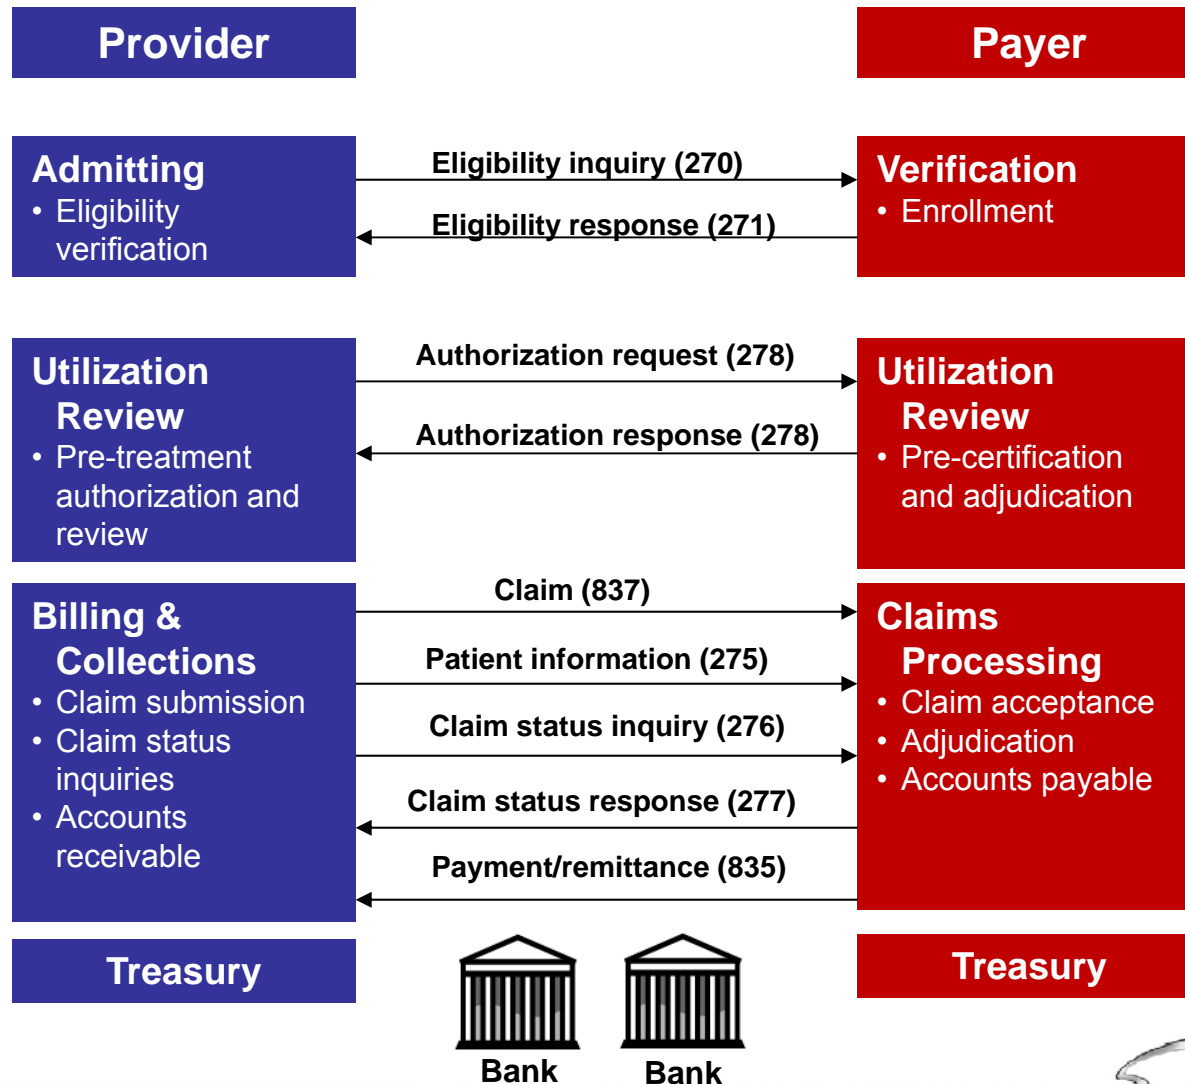 Provider
Payer
Admitting
• Eligibility
verification
Eligibility inquiry (270)
Eligibility response (271)
Verification
• Enrollment
Utilization
Review
• Pre-treatment
authorization and
review
Authorization request (278)
Authorization response (278)
Utilization
Review
• Pre-certification
and adjudication
Billing &
Collections
• Claim submission
• Claim status
inquiries
• Accounts
receivable
Claim (837)
Patient information (275)
Claim status inquiry (276)
Claim status response (277)
Payment/remittance (835)
Claims
Processing
• Claim acceptance
• Adjudication
• Accounts payable
Treasury
Bank
Bank
Treasury